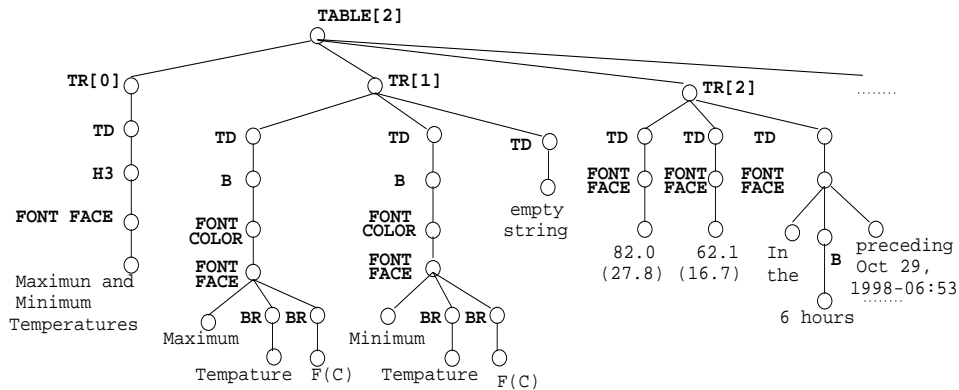 TABLE[2]
TR[0]
TR[1]
TR[2]
........
TD
TD
TD
TD
TD
TD
TD
H3
B
B
FONT FACE
FONT FACE
FONT FACE
FONT FACE
FONT COLOR
FONT COLOR
empty string
82.0 (27.8)
62.1 (16.7)
In the
B
preceding
Oct 29,
1998-06:53
........
6 hours
FONT FACE
FONT FACE
Maximun and
Minimum
Temperatures
Maximum
BR
BR
Minimum
BR
BR
Tempature
F(C)
Tempature
F(C)